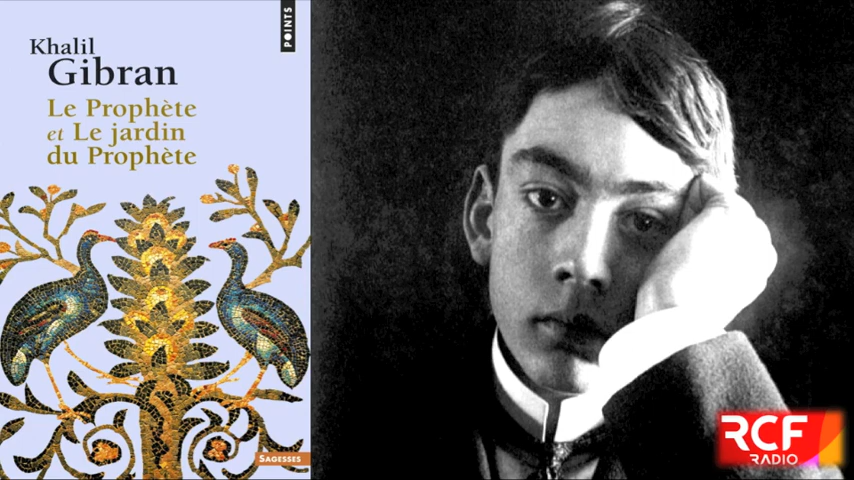 POINTS
Khalil
Gibran
Le Prophète
et Le jardin
du Prophète
SAGESSES
RCF
RADIO